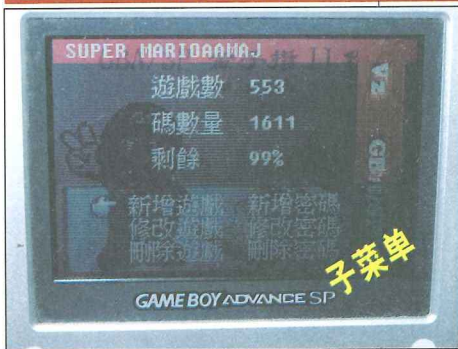 SUPER MARIOAAMAJ
遊戲數 553
碼數量 1611
剩餘 99%
新增遊戲 新增密碼
修改遊戲 修改密碼
刪除遊戲 刪除密碼
子菜单
GAME BOY ADVANCE SP